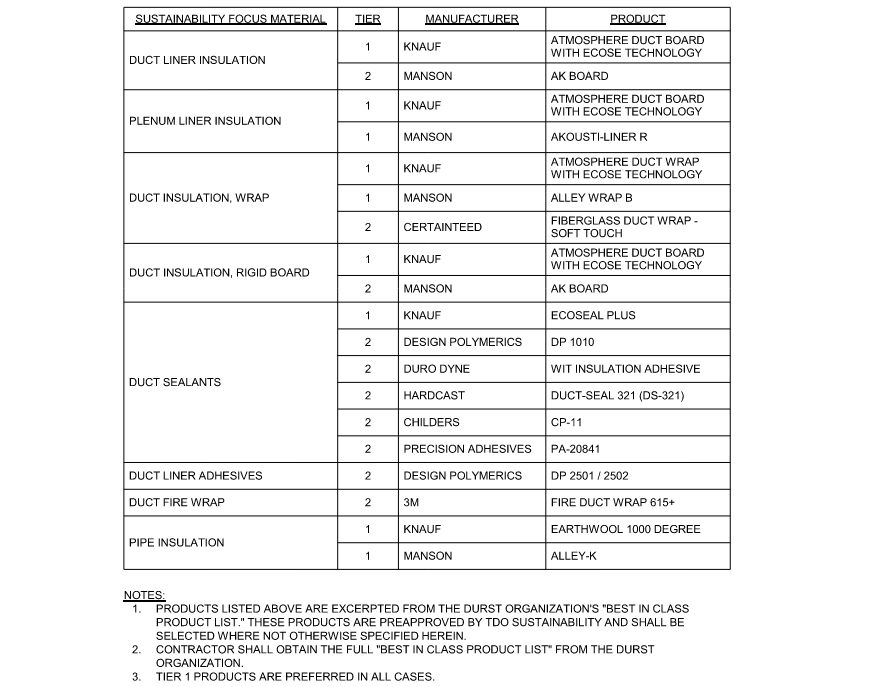 SUSTAINABILITY FOCUS MATERIAL TIER MANUFACTURER PRODUCT
DUCT LINER INSULATION
1 KNAUF ATMOSPHERE DUCT BOARD
WITH ECOSE TECHNOLOGY
2 MANSON AK BOARD
PLENUM LINER INSULATION
1 KNAUF ATMOSPHERE DUCT BOARD
WITH ECOSE TECHNOLOGY
1 MANSON AKOUSTI-LINER R
DUCT INSULATION, WRAP
1 KNAUF ATMOSPHERE DUCT WRAP
WITH ECOSE TECHNOLOGY
1 MANSON ALLEY WRAP B
2 CERTAINTEED FIBERGLASS DUCT WRAP -
SOFT TOUCH
DUCT INSULATION, RIGID BOARD
1 KNAUF ATMOSPHERE DUCT BOARD
WITH ECOSE TECHNOLOGY
2 MANSON AK BOARD
DUCT SEALANTS
1 KNAUF ECOSEAL PLUS
2 DESIGN POLYMERICS DP 1010
2 DURO DYNE WIT INSULATION ADHESIVE
2 HARDCAST DUCT-SEAL 321 (DS-321)
2 CHILDERS CP-11
2 PRECISION ADHESIVES PA-20841
DUCT LINER ADHESIVES 2 DESIGN POLYMERICS DP 2501 / 2502
DUCT FIRE WRAP 2 3M FIRE DUCT WRAP 615+
PIPE INSULATION
1 KNAUF EARTHWOOL 1000 DEGREE
1 MANSON ALLEY-K
NOTES:
1. PRODUCTS LISTED ABOVE ARE EXCERPTED FROM THE DURST ORGANIZATION'S "BEST IN CLASS
PRODUCT LIST." THESE PRODUCTS ARE PREAPPROVED BY TDO SUSTAINABILITY AND SHALL BE
SELECTED WHERE NOT OTHERWISE SPECIFIED HEREIN.
2. CONTRACTOR SHALL OBTAIN THE FULL "BEST IN CLASS PRODUCT LIST" FROM THE DURST
ORGANIZATION.
3. TIER 1 PRODUCTS ARE PREFERRED IN ALL CASES.